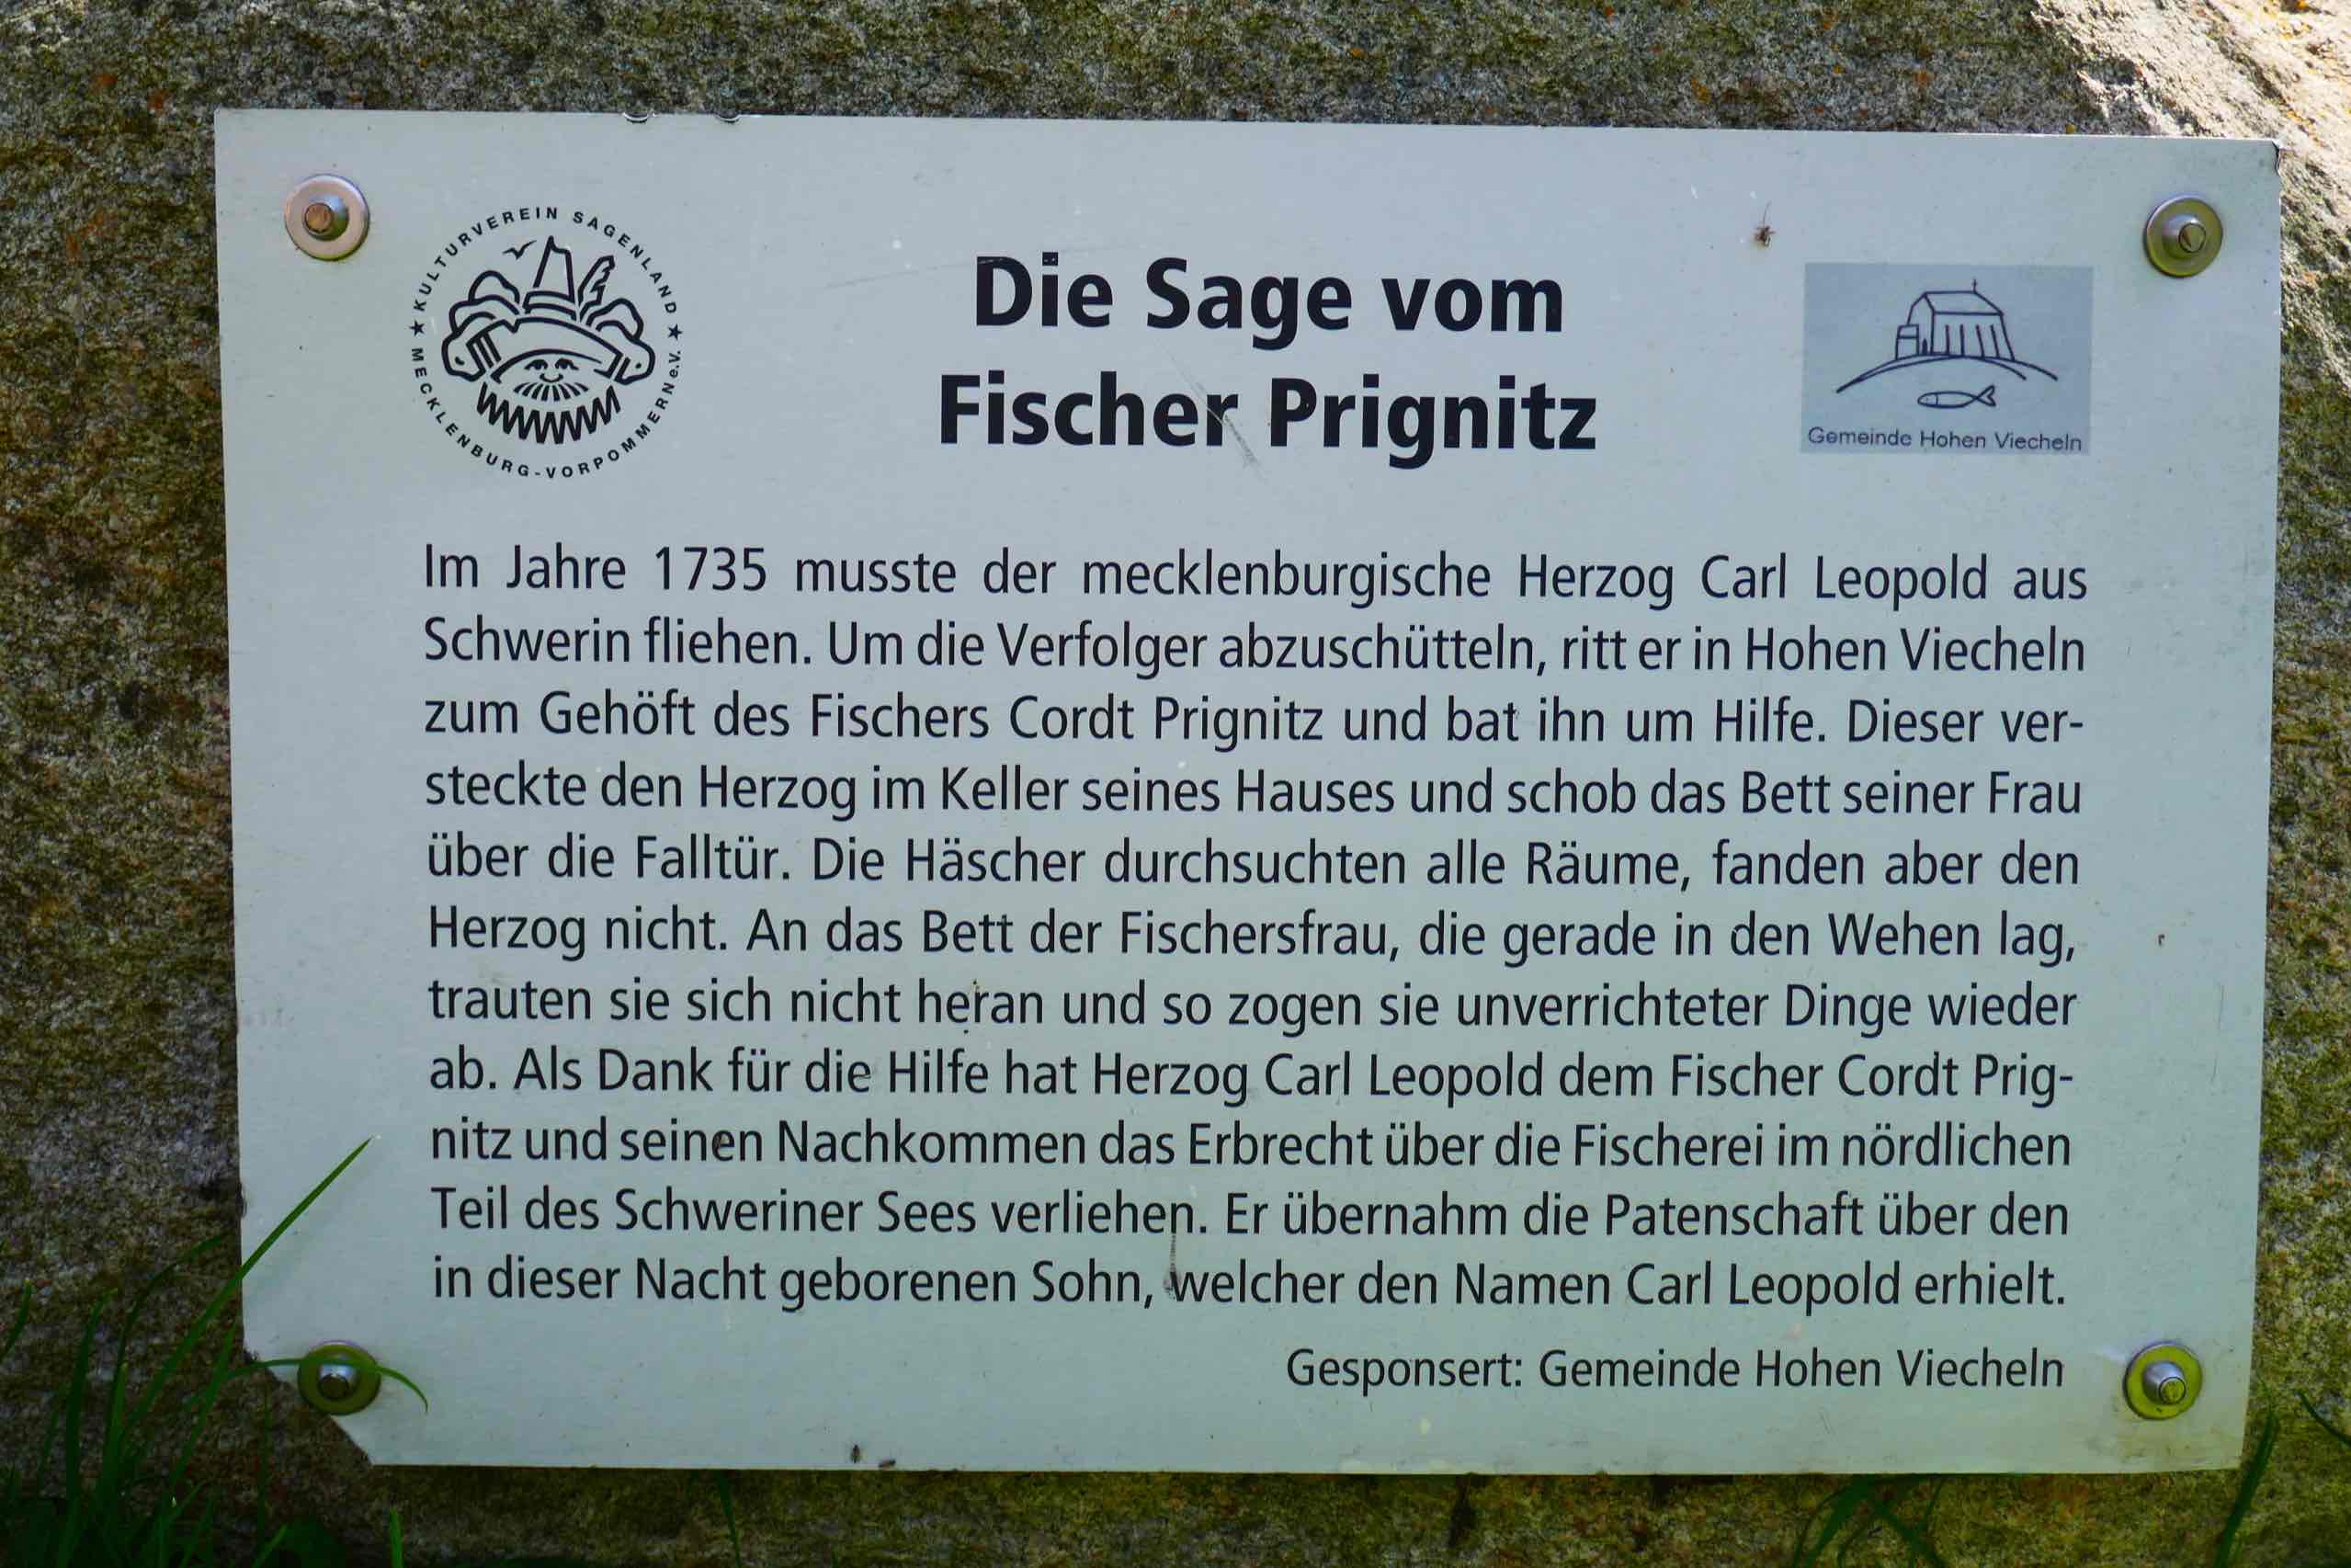 KULTURVEREIN SAGENLAND
★ MECKLENBURG-VORPOMMERN e.V. ★
Die Sage vom
Fischer Prignitz
Gemeinde Hohen Viecheln
Im Jahre 1735 musste der mecklenburgische Herzog Carl Leopold aus
Schwerin fliehen. Um die Verfolger abzuschütteln, ritt er in Hohen Viecheln
zum Gehöft des Fischers Cordt Prignitz und bat ihn um Hilfe. Dieser ver-
steckte den Herzog im Keller seines Hauses und schob das Bett seiner Frau
über die Falltür. Die Häscher durchsuchten alle Räume, fanden aber den
Herzog nicht. An das Bett der Fischersfrau, die gerade in den Wehen lag,
trauten sie sich nicht heran und so zogen sie unverrichteter Dinge wieder
ab. Als Dank für die Hilfe hat Herzog Carl Leopold dem Fischer Cordt Prig-
nitz und seinen Nachkommen das Erbrecht über die Fischerei im nördlichen
Teil des Schweriner Sees verliehen. Er übernahm die Patenschaft über den
in dieser Nacht geborenen Sohn, welcher den Namen Carl Leopold erhielt.
Gesponsert: Gemeinde Hohen Viecheln